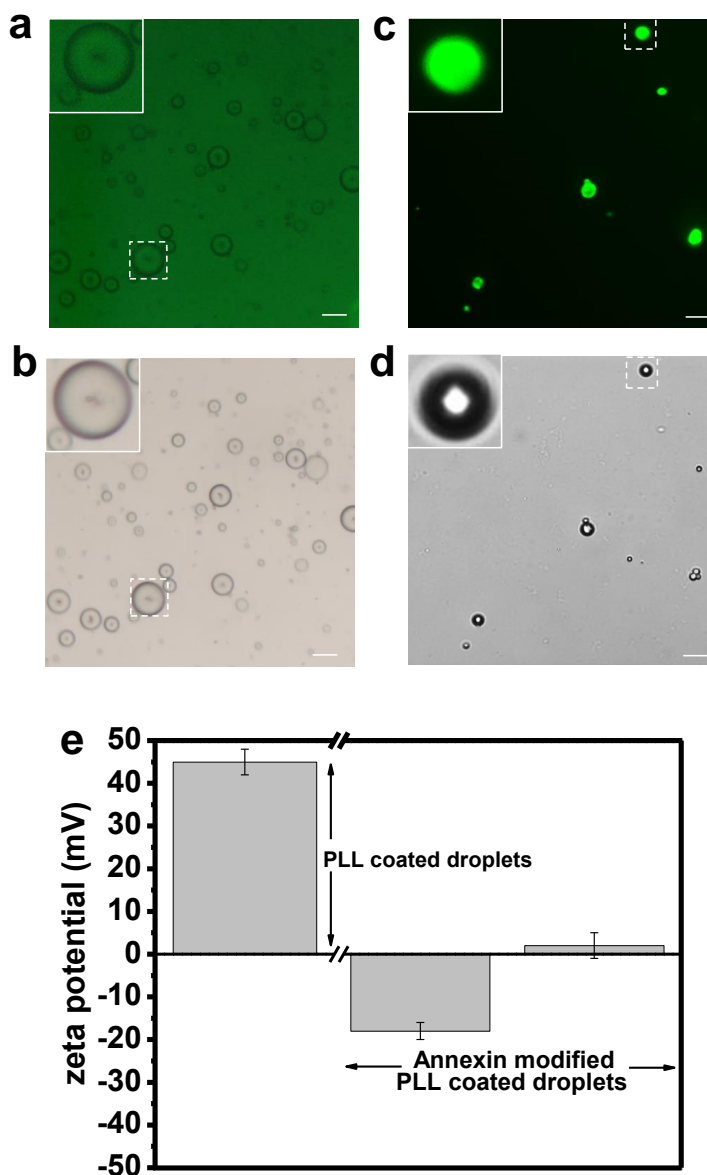 a
c
b
d
e
zeta potential (mV)
50
40
30
20
10
0
-10
-20
-30
-40
-50
PLL coated droplets
Annexin modified
PLL coated droplets